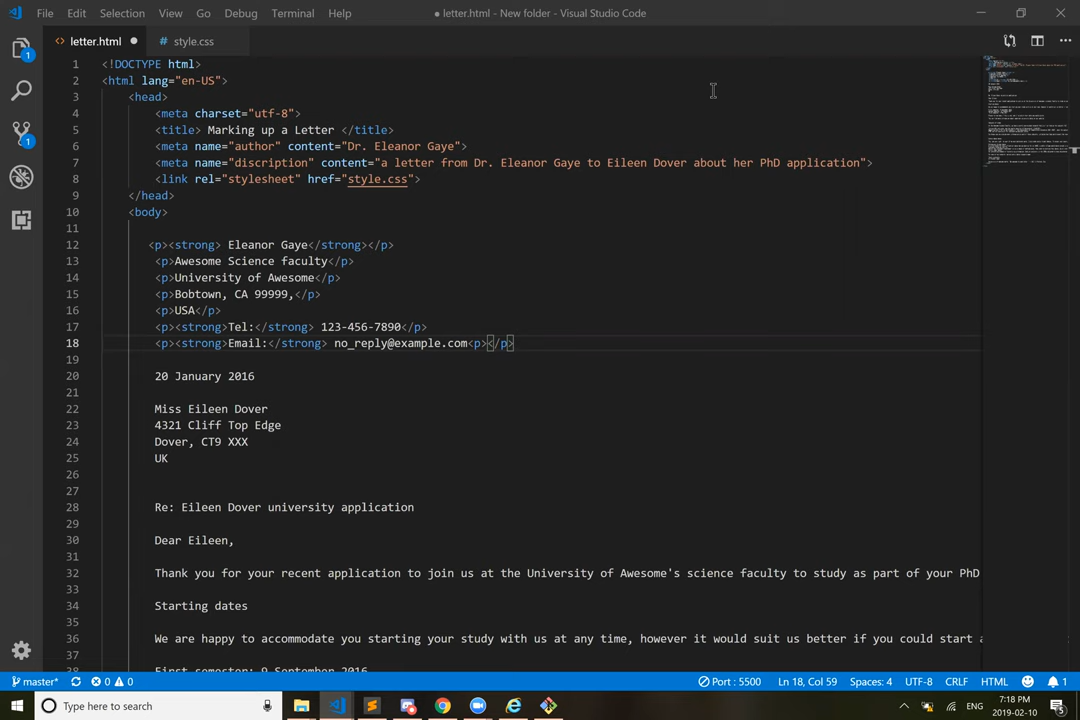 File Edit Selection View Go Debug Terminal Help ● letter.html - New folder - Visual Studio Code
<> letter.html ● # style.css
1 <!DOCTYPE html>
2 <html lang="en-US">
3 <head>
4 <meta charset="utf-8">
5 <title> Marking up a Letter </title>
6 <meta name="author" content="Dr. Eleanor Gaye">
7 <meta name="discription" content="a letter from Dr. Eleanor Gaye to Eileen Dover about her PhD application">
8 <link rel="stylesheet" href="style.css">
9 </head>
10 <body>
11
12 <p><strong> Eleanor Gaye</strong></p>
13 <p>Awesome Science faculty</p>
14 <p>University of Awesome</p>
15 <p>Bobtown, CA 99999,</p>
16 <p>USA</p>
17 <p><strong>Tel:</strong> 123-456-7890</p>
18 <p><strong>Email:</strong> no_reply@example.com<p></p>
19
20 20 January 2016
21
22 Miss Eileen Dover
23 4321 Cliff Top Edge
24 Dover, CT9 XXX
25 UK
26
27
28 Re: Eileen Dover university application
29
30 Dear Eileen,
31
32 Thank you for your recent application to join us at the University of Awesome's science faculty to study as part of your PhD
33
34 Starting dates
35
36 We are happy to accommodate you starting your study with us at any time, however it would suit us better if you could start
37
38 First semester: 9 September 2016
master* 0 0 Port : 5500 Ln 18, Col 59 Spaces: 4 UTF-8 CRLF HTML 1
Type here to search ENG 7:18 PM
2019-02-10 5